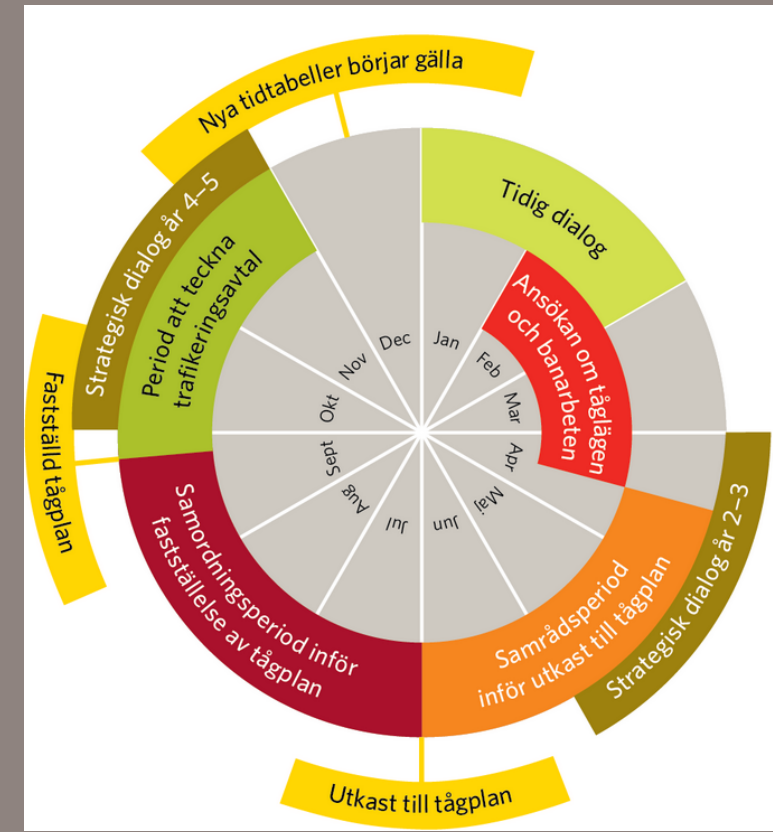 Nya tidtabeller börjar gälla
Tidig dialog
Strategisk dialog år 4–5
Period att teckna
trafikeringsavtal
Ansökan om tåglägen
och banarbeten
Dec
Jan
Nov
Feb
Okt
Mar
Sept
Apr
Aug
Maj
Jul
Jun
Fastställd tågplan
Samordningsperiod inför
fastställelse av tågplan
Samrådsperiod
inför utkast till tågplan
Strategisk dialog år 2–3
Utkast till tågplan